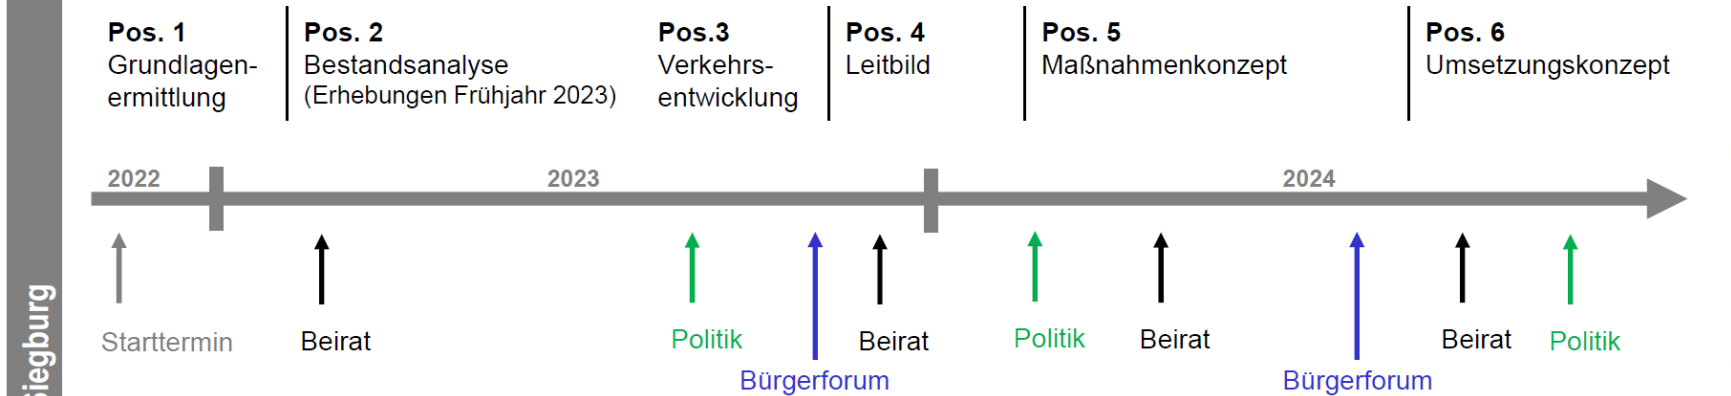 Pos. 1
Grundlagen-
ermittlung
Pos. 2
Bestandsanalyse
(Erhebungen Frühjahr 2023)
Pos.3
Verkehrs-
entwicklung
Pos. 4
Leitbild
Pos. 5
Maßnahmenkonzept
Pos. 6
Umsetzungskonzept
2022
2023
2024
Starttermin
Beirat
Politik
Bürgerforum
Beirat
Politik
Beirat
Bürgerforum
Beirat
Politik
Siegburg